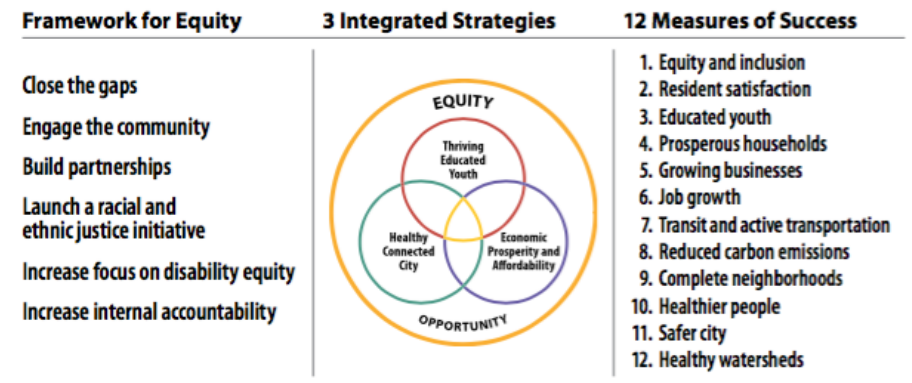 Framework for Equity
Close the gaps
Engage the community
Build partnerships
Launch a racial and
ethnic justice initiative
Increase focus on disability equity
Increase internal accountability
3 Integrated Strategies
EQUITY
Thriving
Educated
Youth
Healthy
Connected
City
Economic
Prosperity and
Affordability
OPPORTUNITY
12 Measures of Success
1. Equity and inclusion
2. Resident satisfaction
3. Educated youth
4. Prosperous households
5. Growing businesses
6. Job growth
7. Transit and active transportation
8. Reduced carbon emissions
9. Complete neighborhoods
10. Healthier people
11. Safer city
12. Healthy watersheds